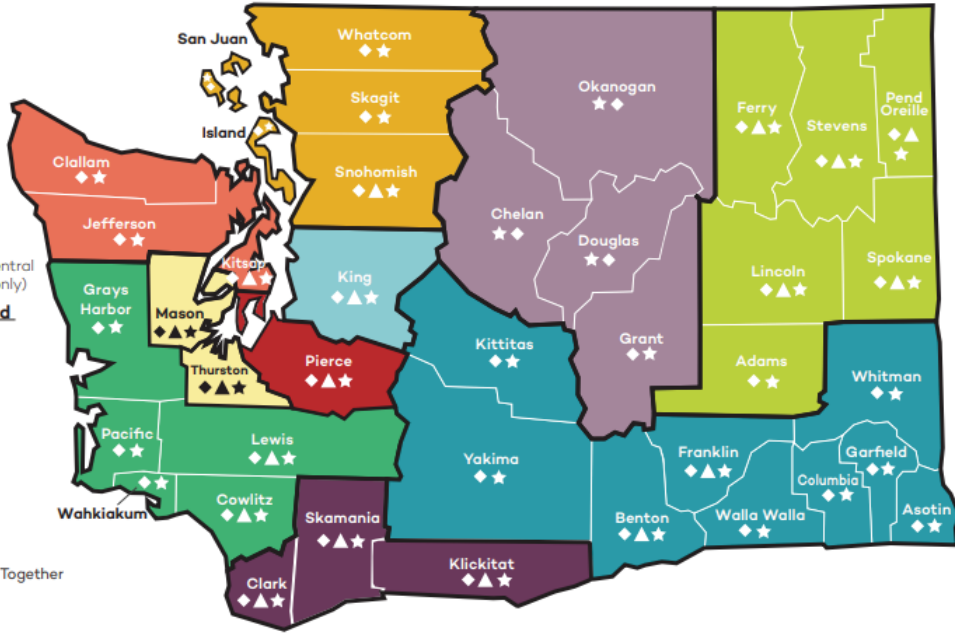 San Juan
Whatcom
Skagit
Island
Snohomish
Okanogan
Chelan
Douglas
Grant
Ferry
Stevens
Pend
Oreille
Lincoln
Spokane
Adams
Clallam
Jefferson
Kitsap
King
entral
only)
d
Grays
Harbor
Mason
Thurston
Pierce
Kittitas
Whitman
Pacific
Lewis
Yakima
Franklin
Garfield
Columbia
Wahkiakum
Cowlitz
Skamania
Benton
Walla Walla
Asotin
Together
Clark
Klickitat